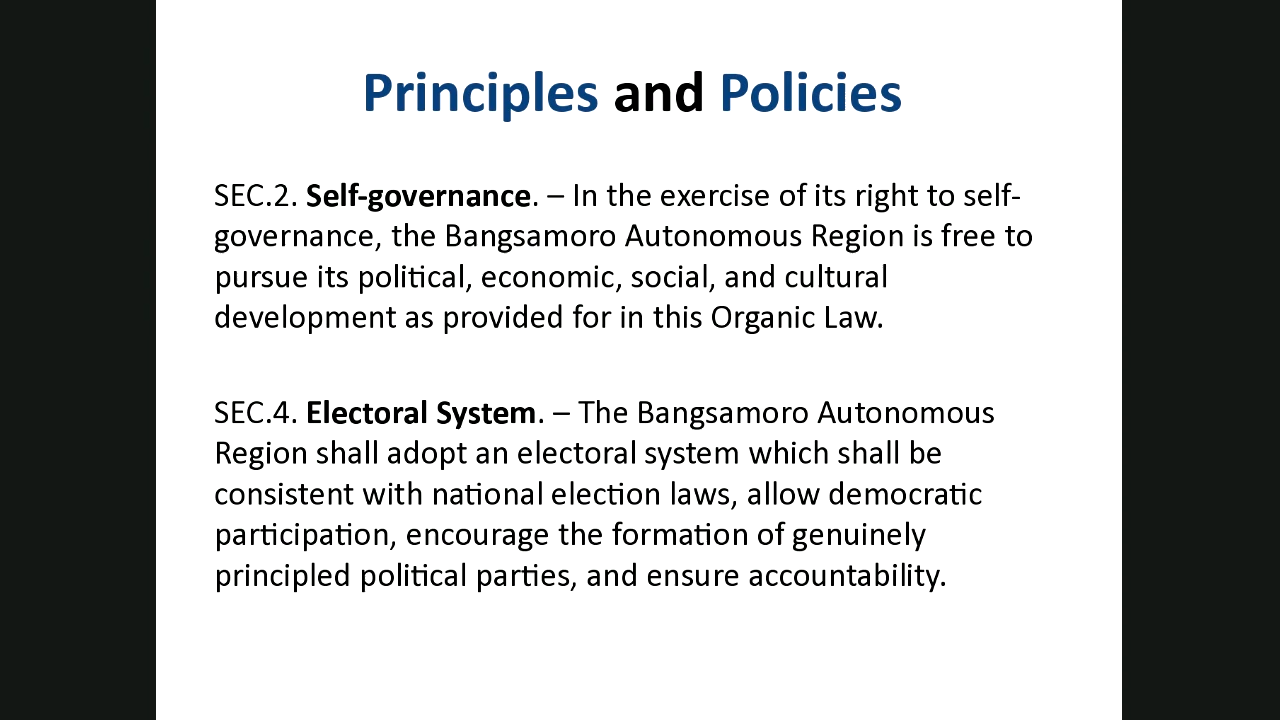 Principles and Policies
SEC.2. Self-governance. – In the exercise of its right to self-
governance, the Bangsamoro Autonomous Region is free to
pursue its political, economic, social, and cultural
development as provided for in this Organic Law.
SEC.4. Electoral System. – The Bangsamoro Autonomous
Region shall adopt an electoral system which shall be
consistent with national election laws, allow democratic
participation, encourage the formation of genuinely
principled political parties, and ensure accountability.